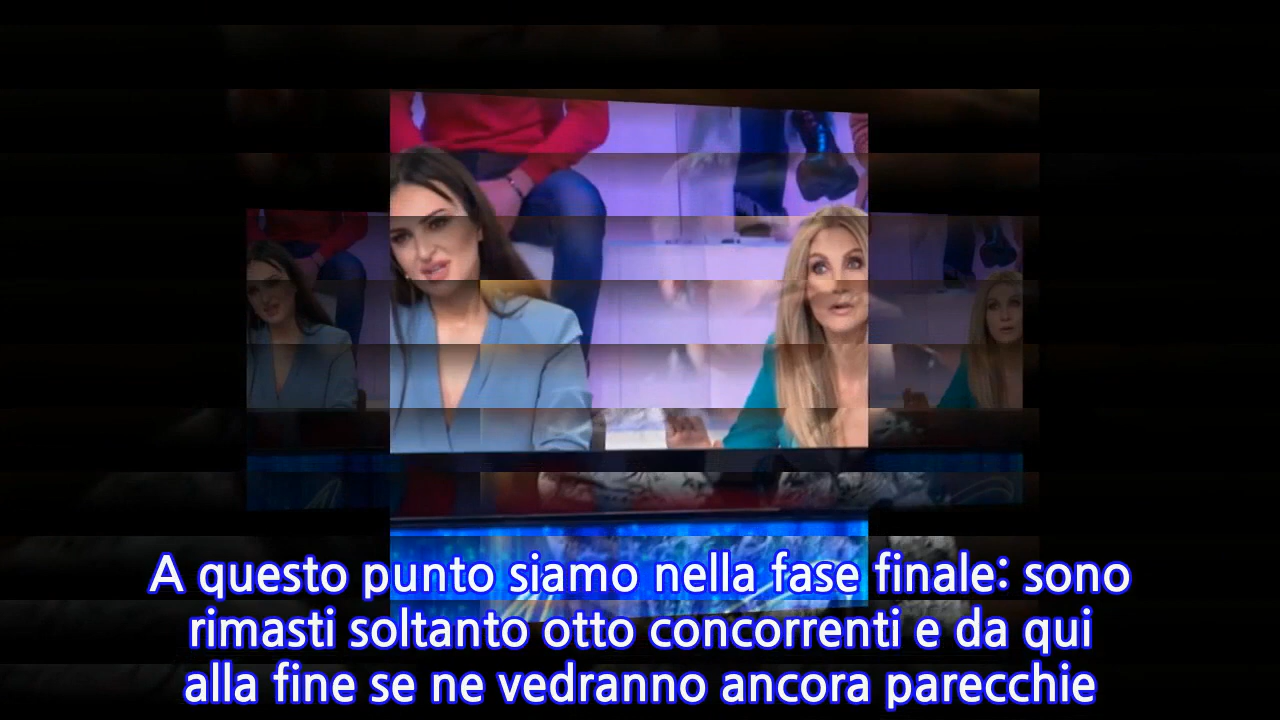 A questo punto siamo nella fase finale: sono
rimasti soltanto otto concorrenti e da qui
alla fine se ne vedranno ancora parecchie